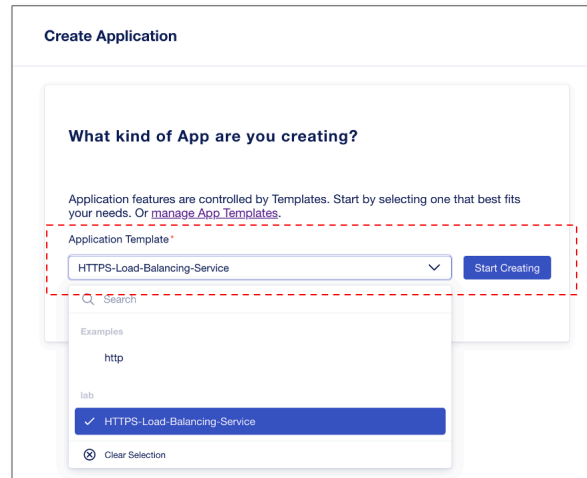 Create Application
What kind of App are you creating?
Application features are controlled by Templates. Start by selecting one that best fits
your needs. Or manage App Templates.
Application Template*
HTTPS-Load-Balancing-Service
Start Creating
Search
Examples
http
lab
HTTPS-Load-Balancing-Service
Clear Selection